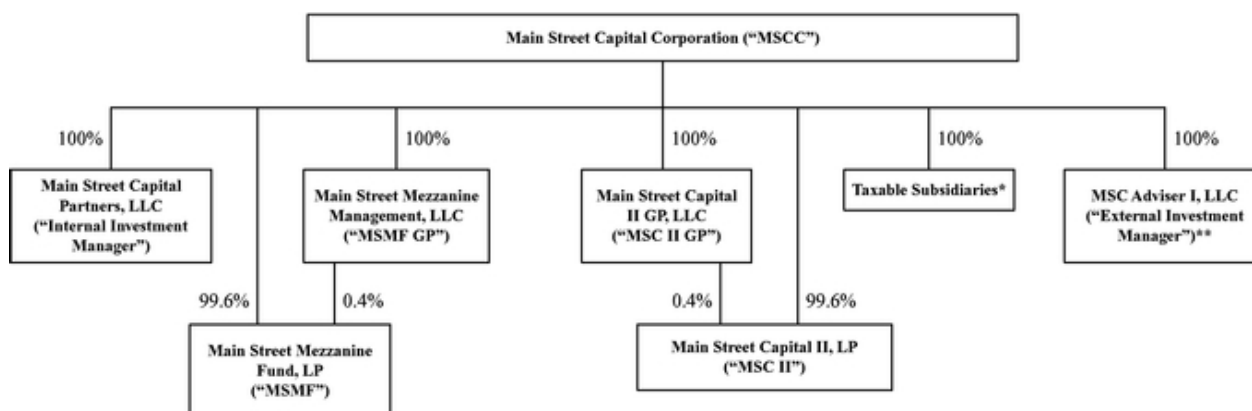 Main Street Capital Corporation (“MSCC”)
100%
100%
100%
100%
100%
Main Street Capital
Partners, LLC
(“Internal Investment
Manager”)
Main Street Mezzanine
Management, LLC
(“MSMF GP”)
Main Street Capital
II GP, LLC
(“MSC II GP”)
Taxable Subsidiaries*
MSC Adviser I, LLC
(“External Investment
Manager”)**
99.6%
0.4%
0.4%
99.6%
Main Street Mezzanine
Fund, LP
(“MSMF”)
Main Street Capital II, LP
(“MSC II”)